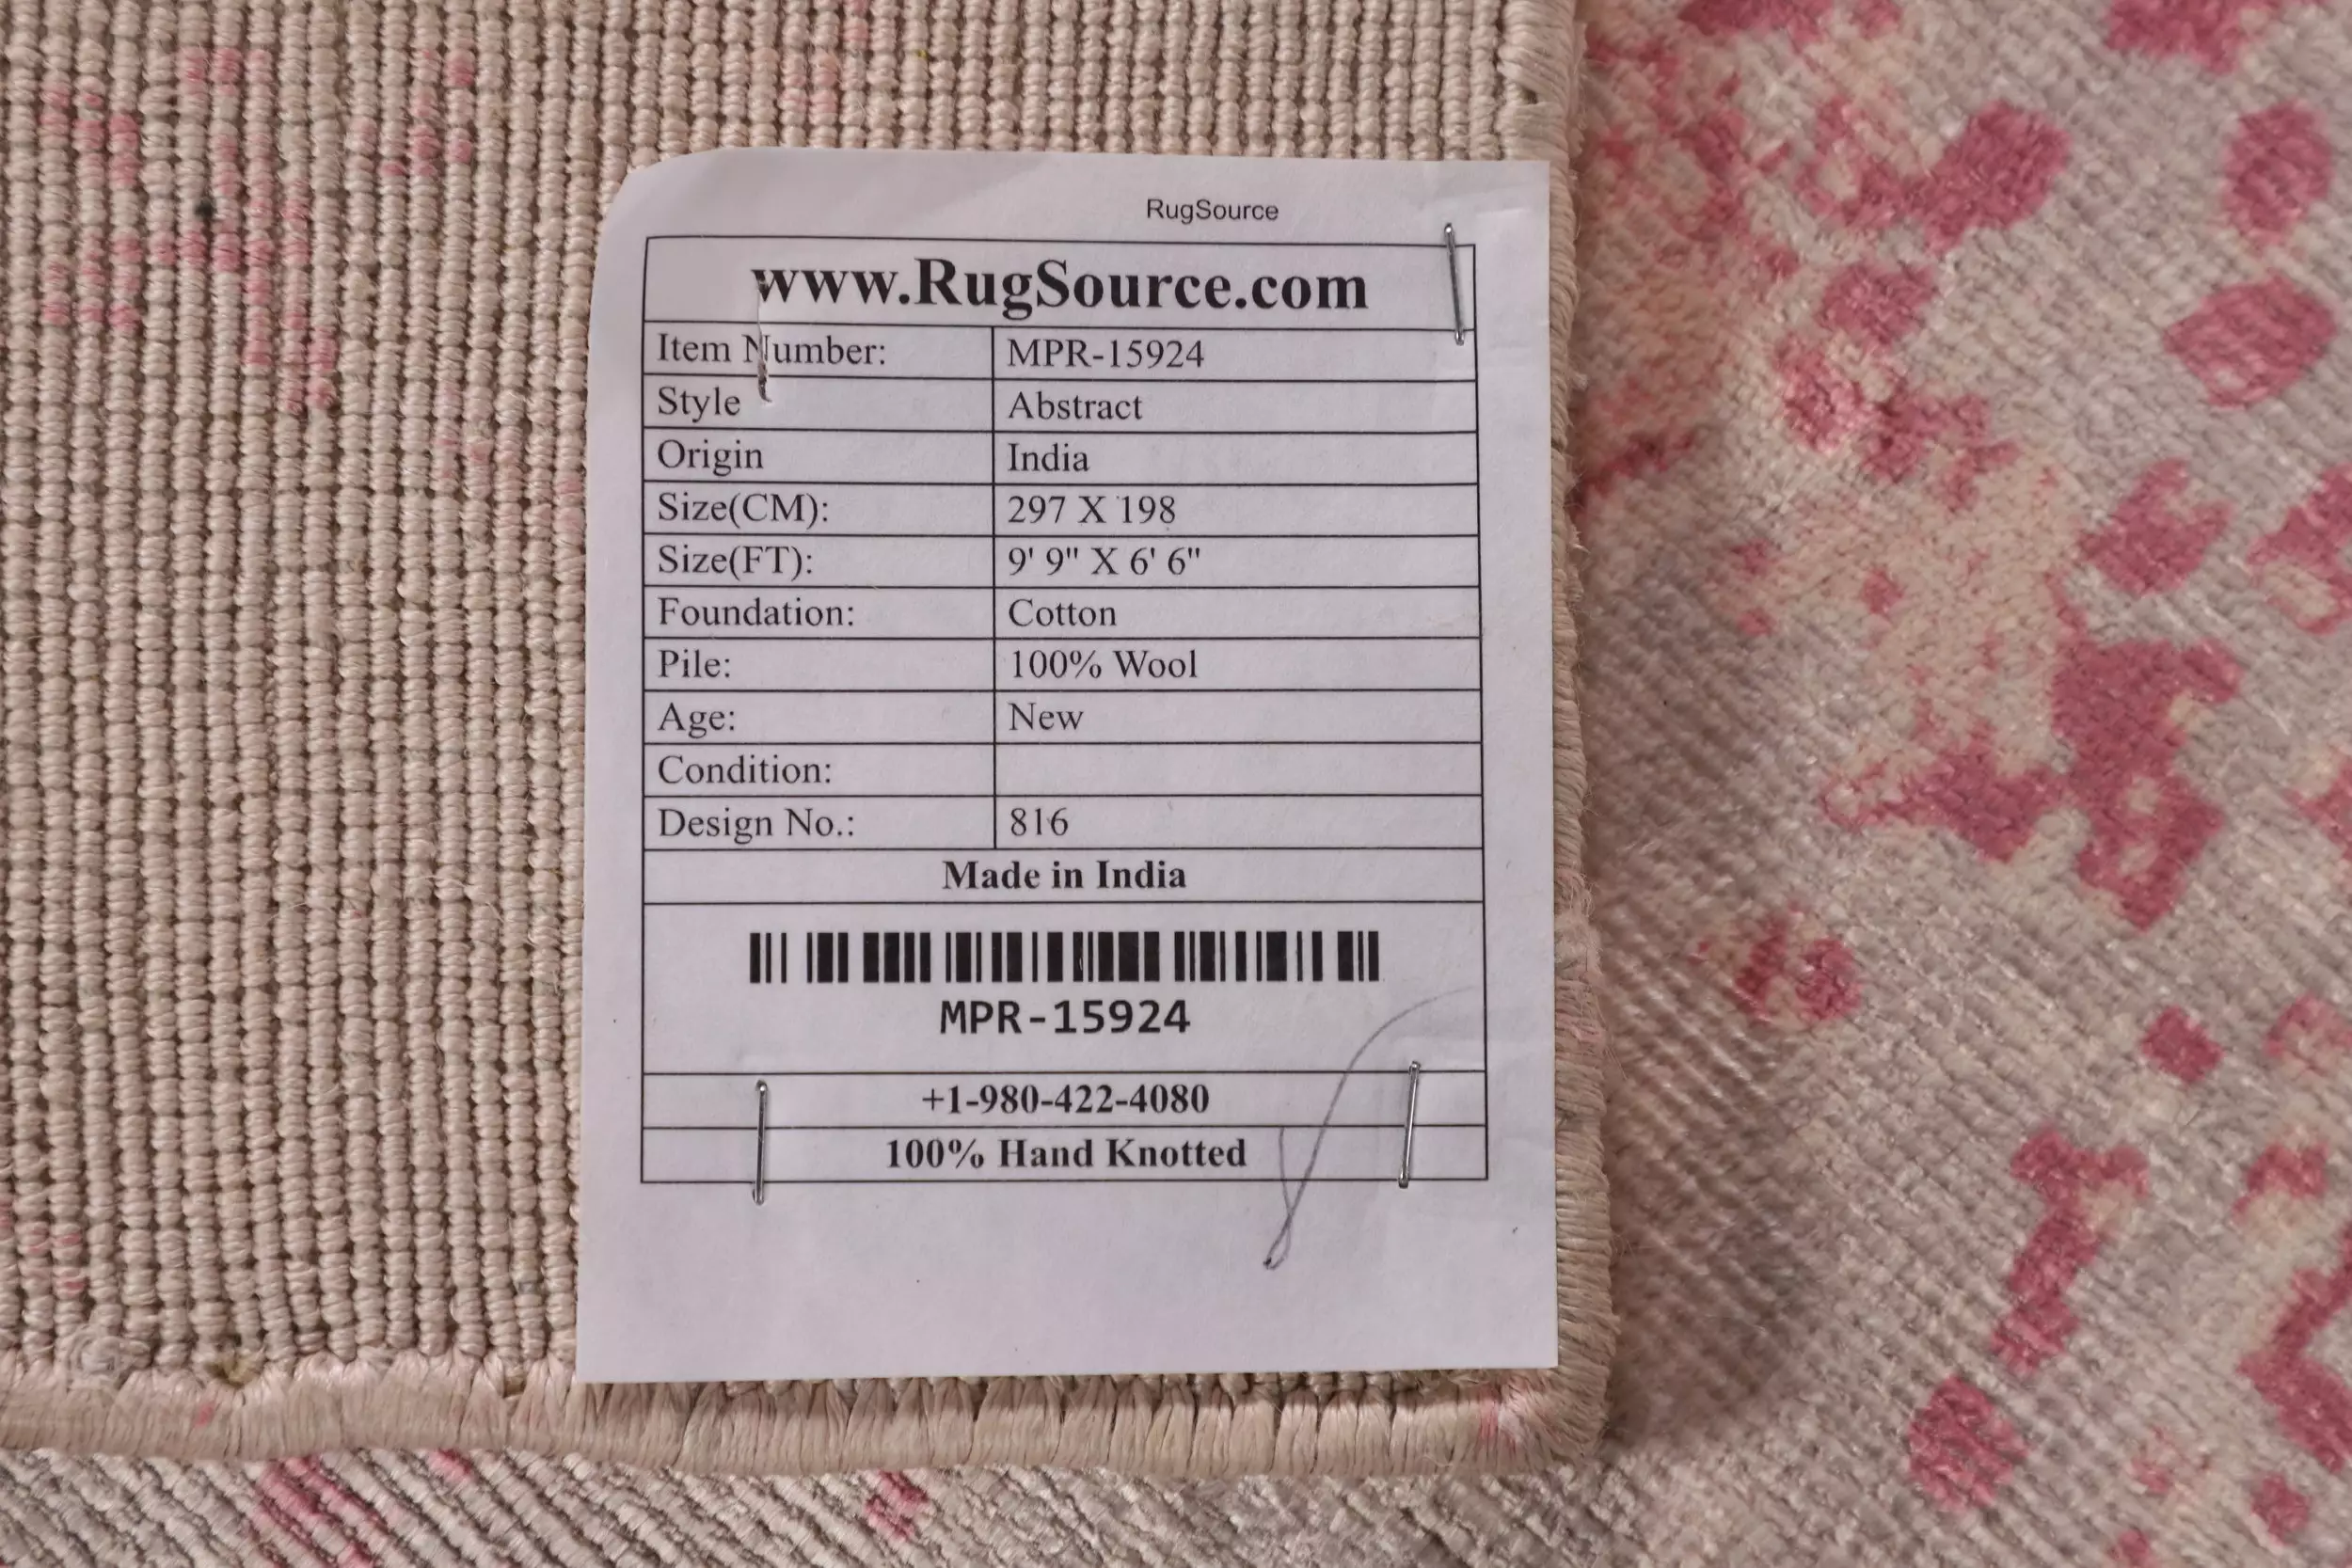 RugSource
www.RugSource.com
Item Number: MPR-15924
Style Abstract
Origin India
Size(CM): 297 X 198
Size(FT): 9' 9" X 6' 6"
Foundation: Cotton
Pile: 100% Wool
Age: New
Condition:
Design No.: 816
Made in India
MPR-15924
+1-980-422-4080
100% Hand Knotted